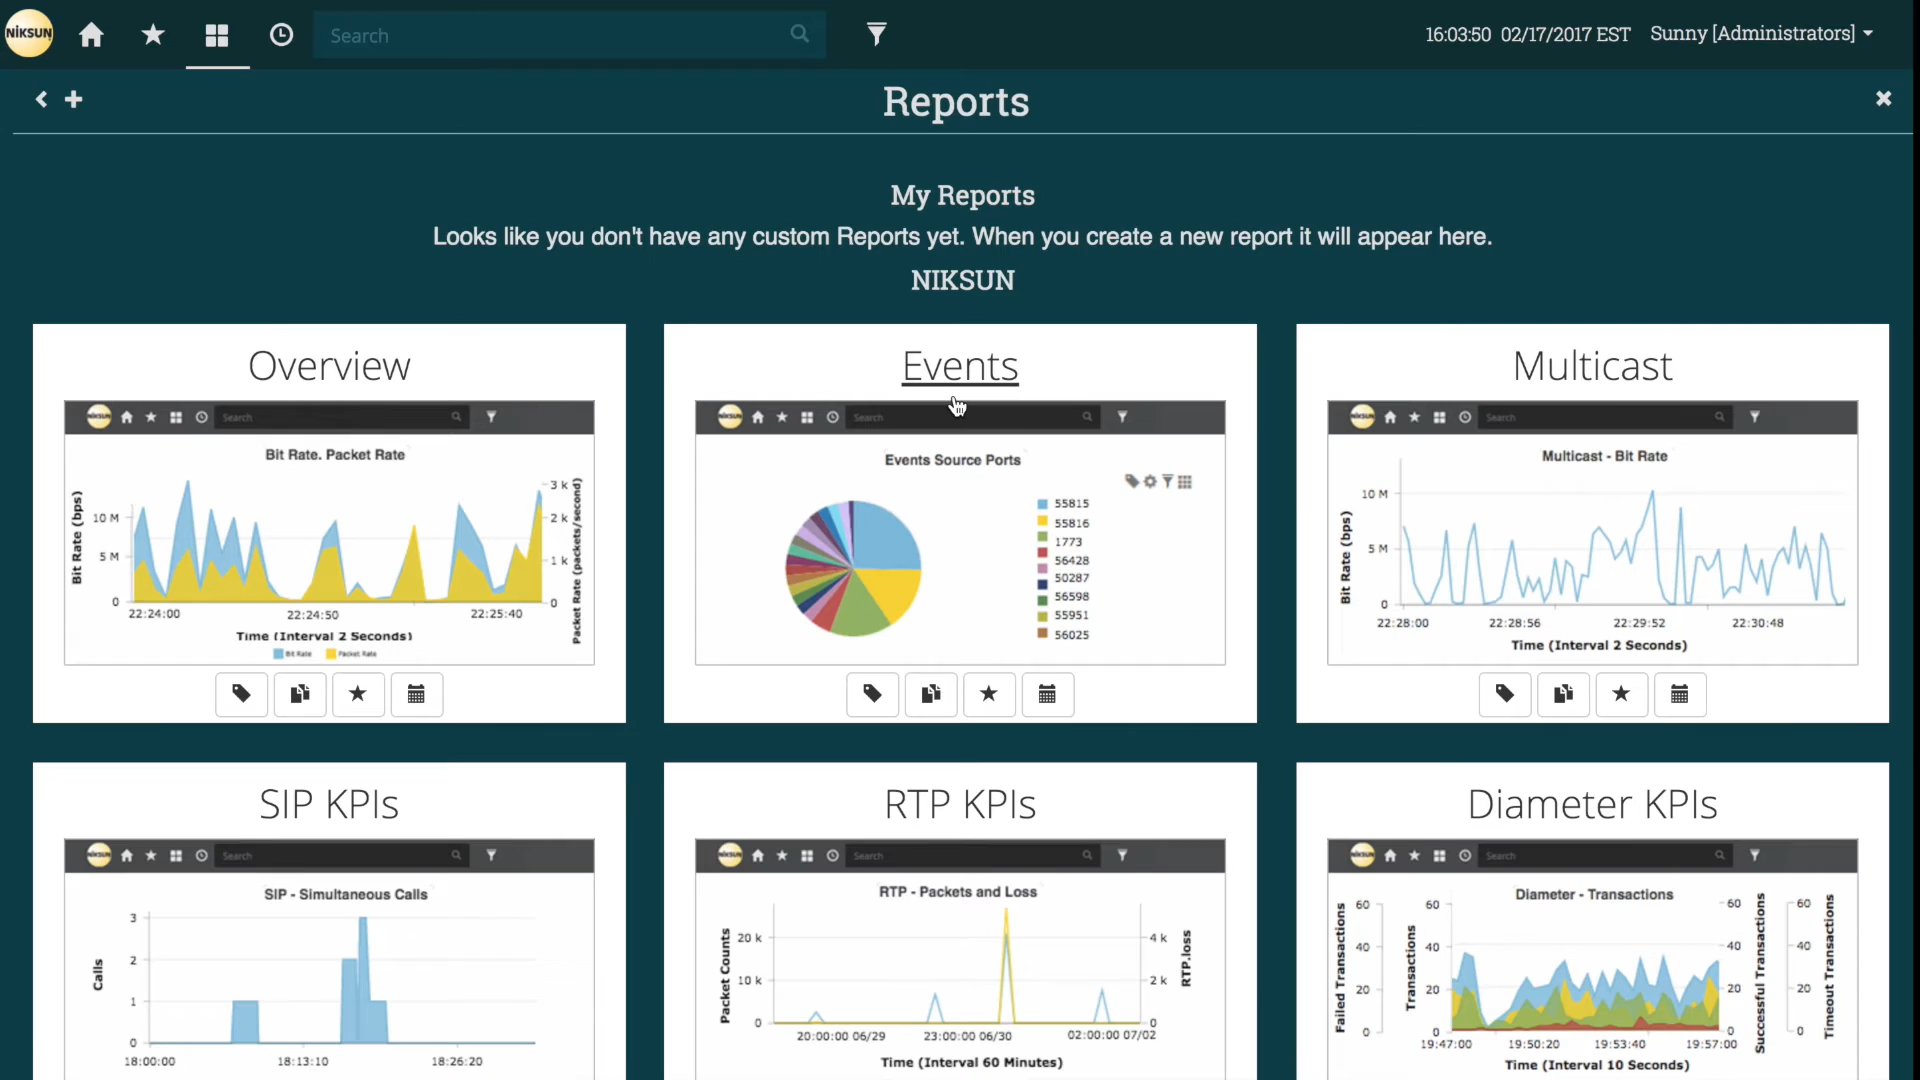 NIKSUN
Search
16:03:50 02/17/2017 EST
Sunny [Administrators]
Reports
My Reports
Looks like you don't have any custom Reports yet. When you create a new report it will appear here.
NIKSUN
Overview
Events
Multicast
NIKSUN
Search
Bit Rate. Packet Rate
Bit Rate (bps)
10 M
5 M
0
3 k
2 k
1 k
0
Packet Rate (packets/second)
22:24:00
22:24:50
22:25:40
Time (Interval 2 Seconds)
Bit Rate
Packet Rate
NIKSUN
Search
Events Source Ports
55815
55816
1773
56428
50287
56598
55951
56025
NIKSUN
Search
Multicast - Bit Rate
Bit Rate (bps)
10 M
5 M
0
22:28:00
22:28:56
22:29:52
22:30:48
Time (Interval 2 Seconds)
SIP KPIs
RTP KPIs
Diameter KPIs
NIKSUN
Search
SIP - Simultaneous Calls
Calls
3
2
1
0
18:00:00
18:13:10
18:26:20
NIKSUN
Search
RTP - Packets and Loss
Packet Counts
20 k
10 k
0
4 k
2 k
0
RTP.loss
20:00:00 06/29
23:00:00 06/30
02:00:00 07/02
Time (Interval 60 Minutes)
NIKSUN
Search
Diameter - Transactions
Failed Transactions
60
40
20
0
Transactions
60
40
20
0
60
40
20
0
Successful Transactions
60
40
20
0
Timeout Transactions
19:47:00
19:50:20
19:53:40
19:57:00
Time (Interval 10 Seconds)